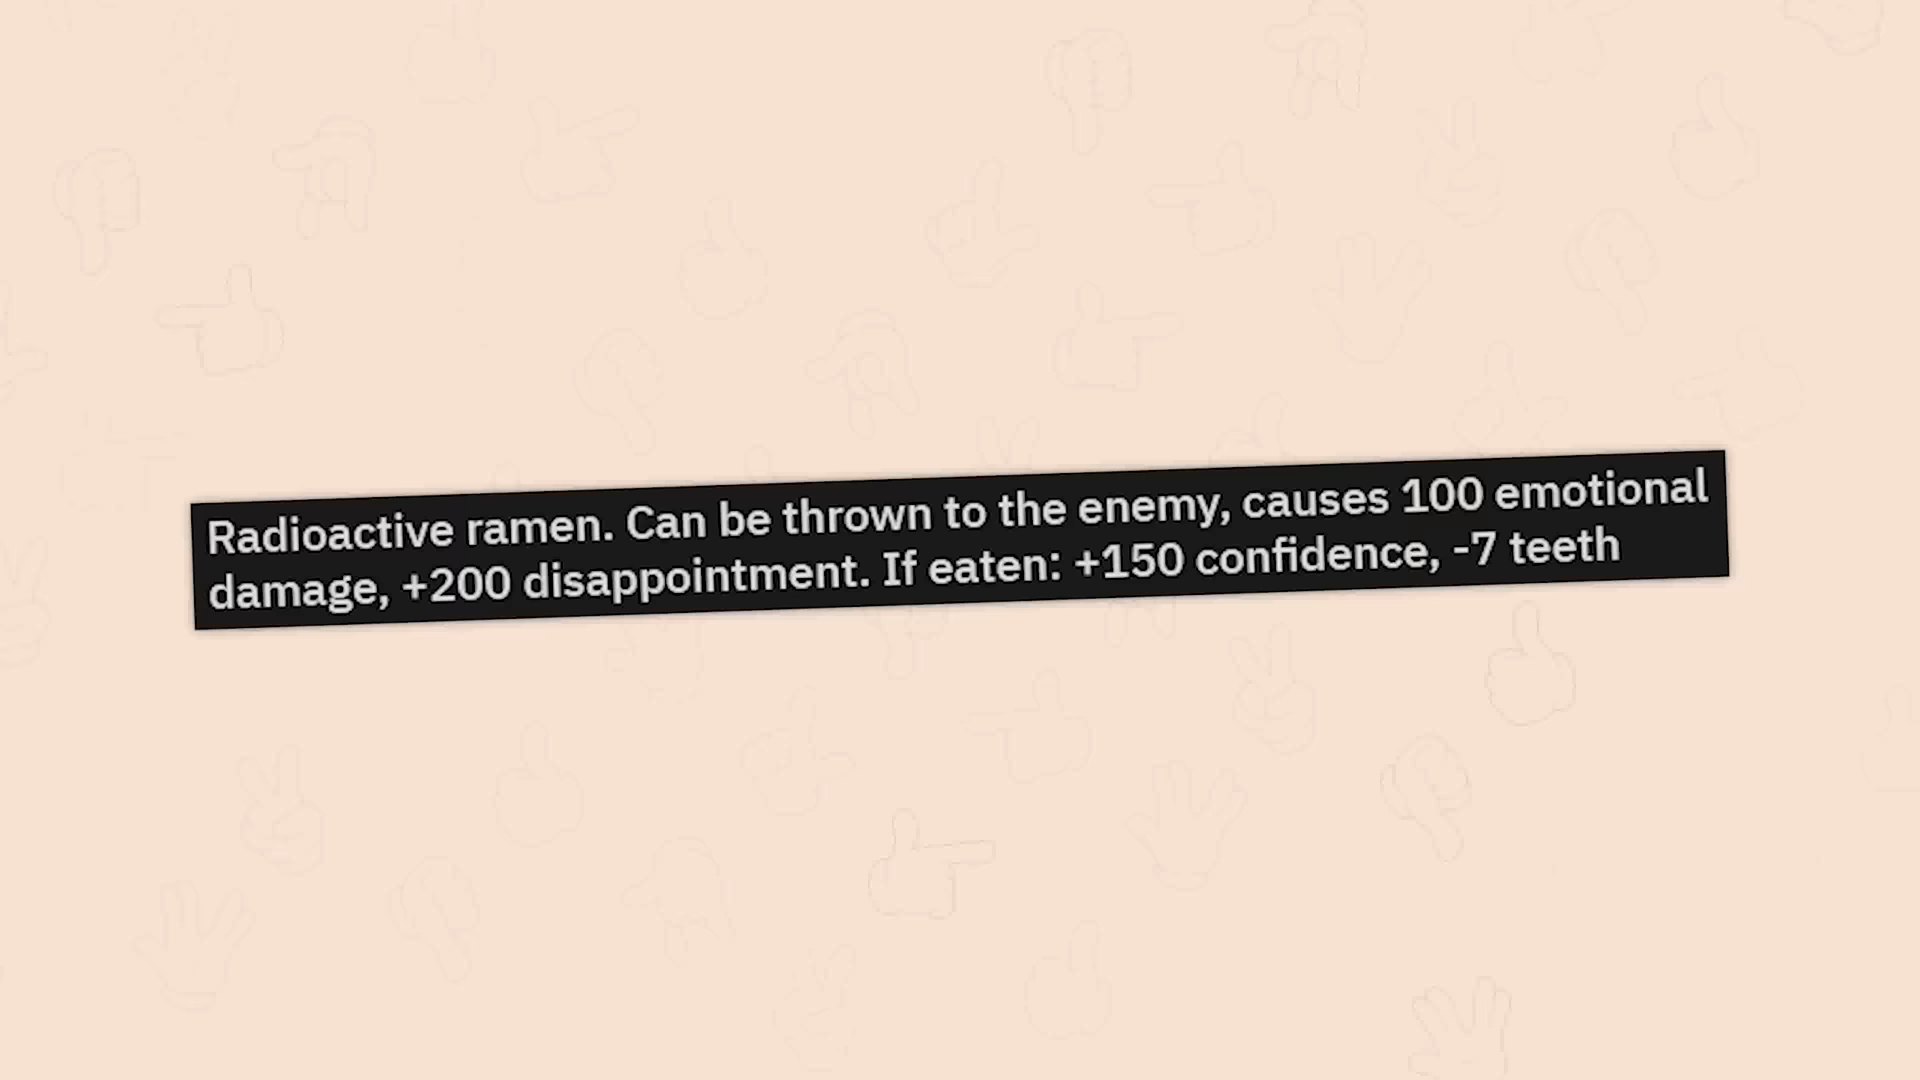 Radioactive ramen. Can be thrown to the enemy, causes 100 emotional
damage, +200 disappointment. If eaten: +150 confidence, -7 teeth